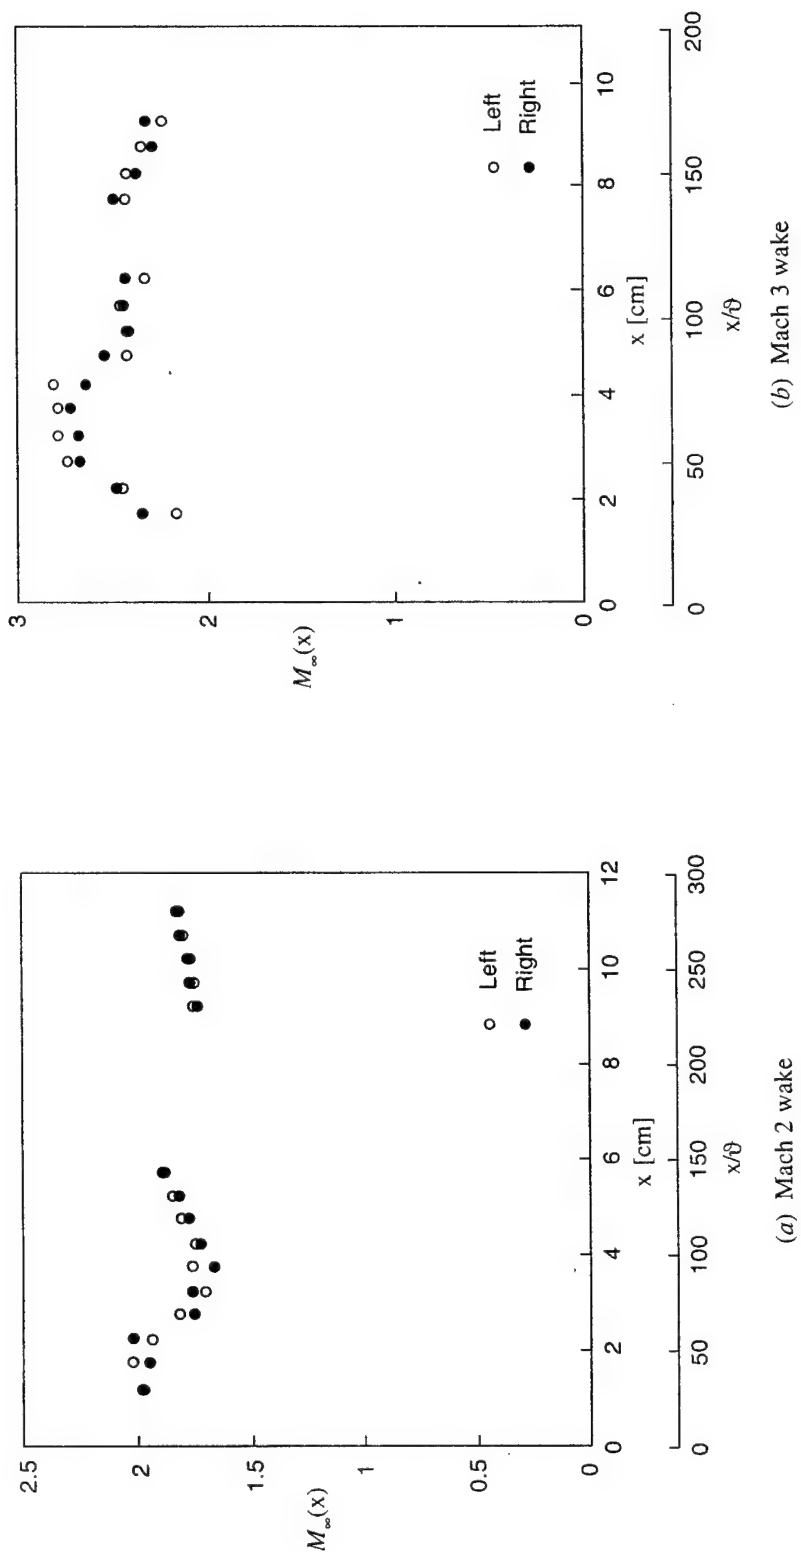 2.5
2
1.5
1
0.5
0
M∞(x)
0 2 4 6 8 10 12
x [cm]
0 50 100 150 200 250 300
x/ϑ
Left
Right
(a) Mach 2 wake
3
2
1
0
M∞(x)
0 2 4 6 8 10
x [cm]
0 50 100 150 200
x/ϑ
Left
Right
(b) Mach 3 wake